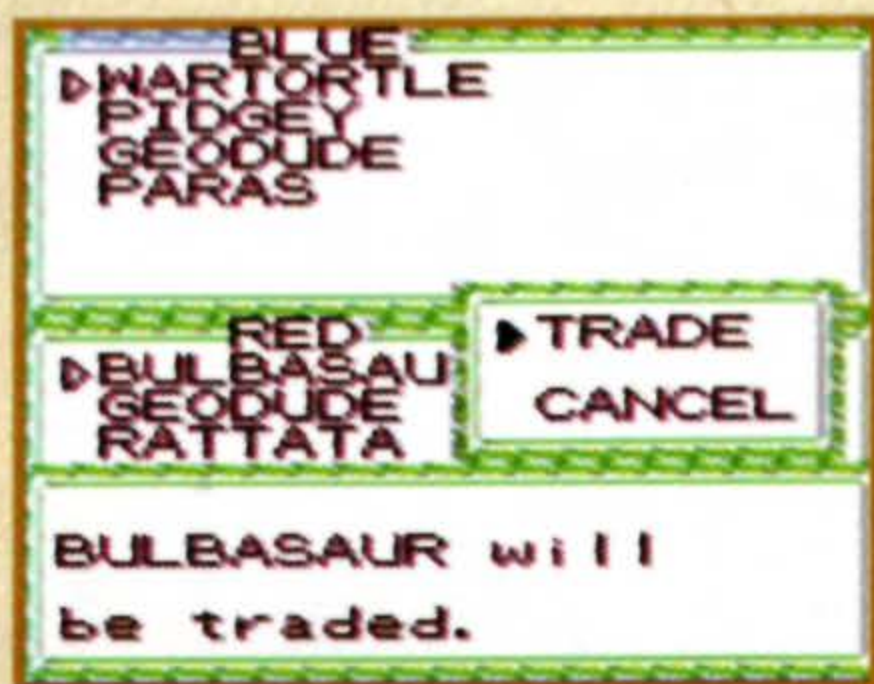 BLUE
WARTORTLE
PIDGEY
GEODUDE
PARAS
RED
BULBASAU
GEODUDE
RATTATA
TRADE
CANCEL
BULBASAUR will
be traded.